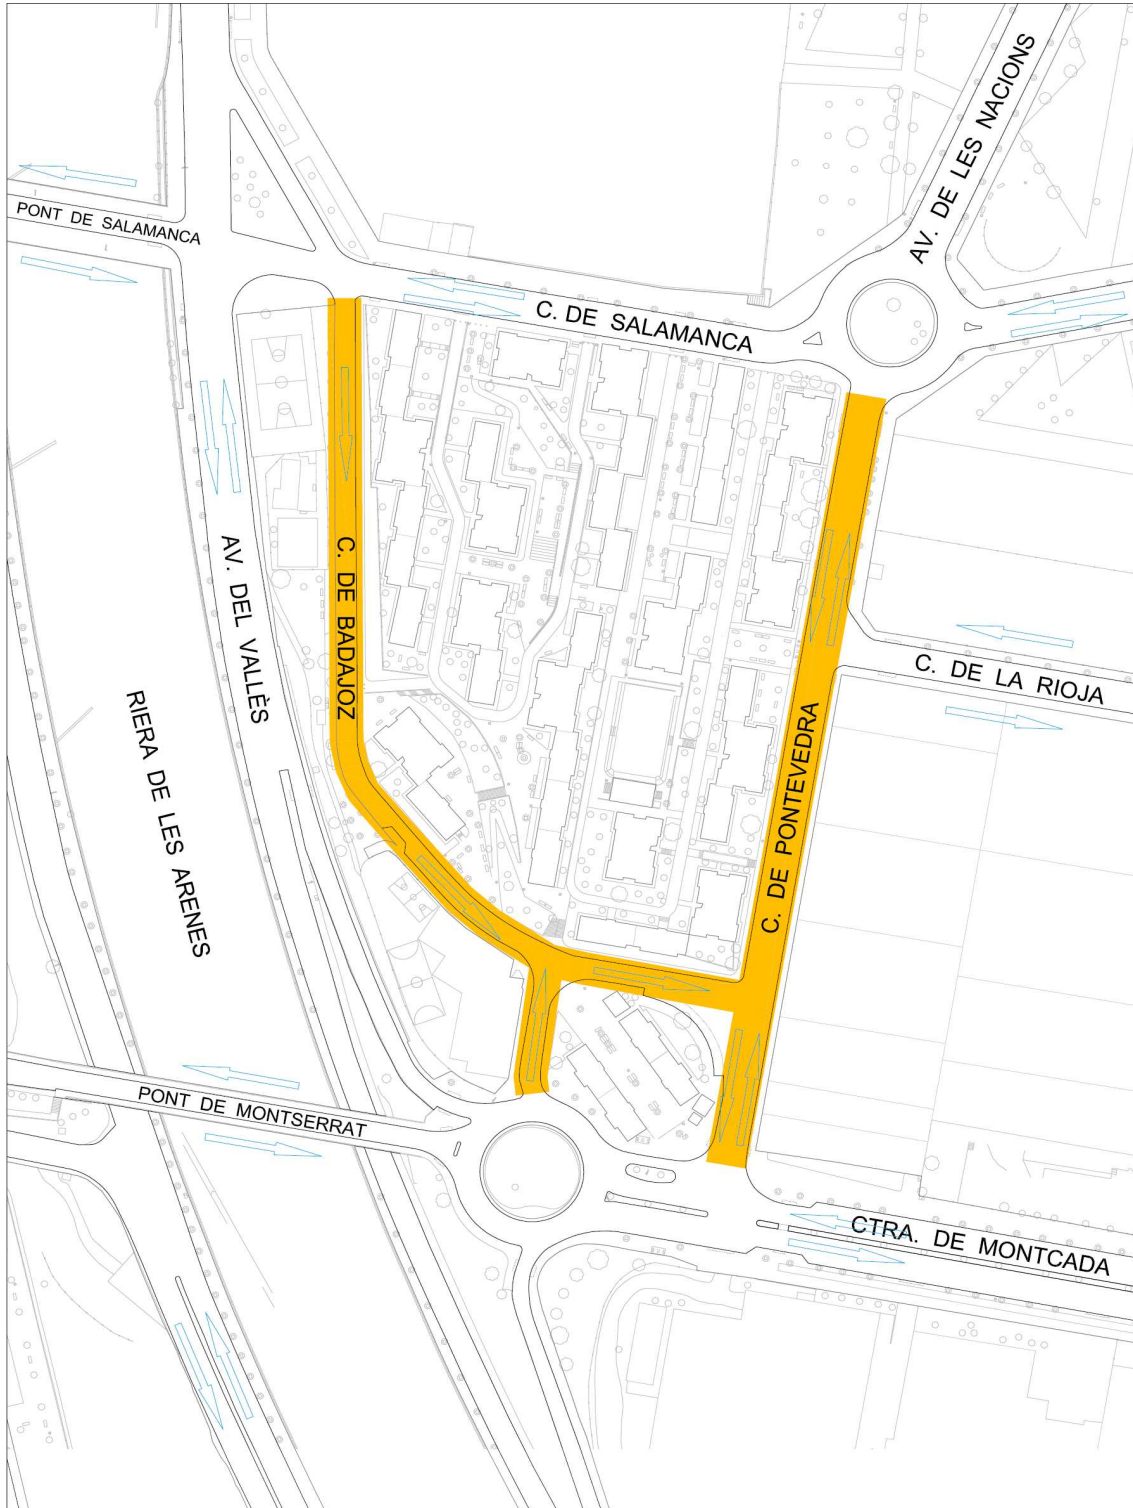 AV. DE LES NACIONS
PONT DE SALAMANCA
C. DE SALAMANCA
C. DE BADAJOZ
AV. DEL VALLÈS
C. DE LA RIOJA
RIERA DE LES ARENES
C. DE PONTEVEDRA
PONT DE MONTSERRAT
CTRA. DE MONTCADA